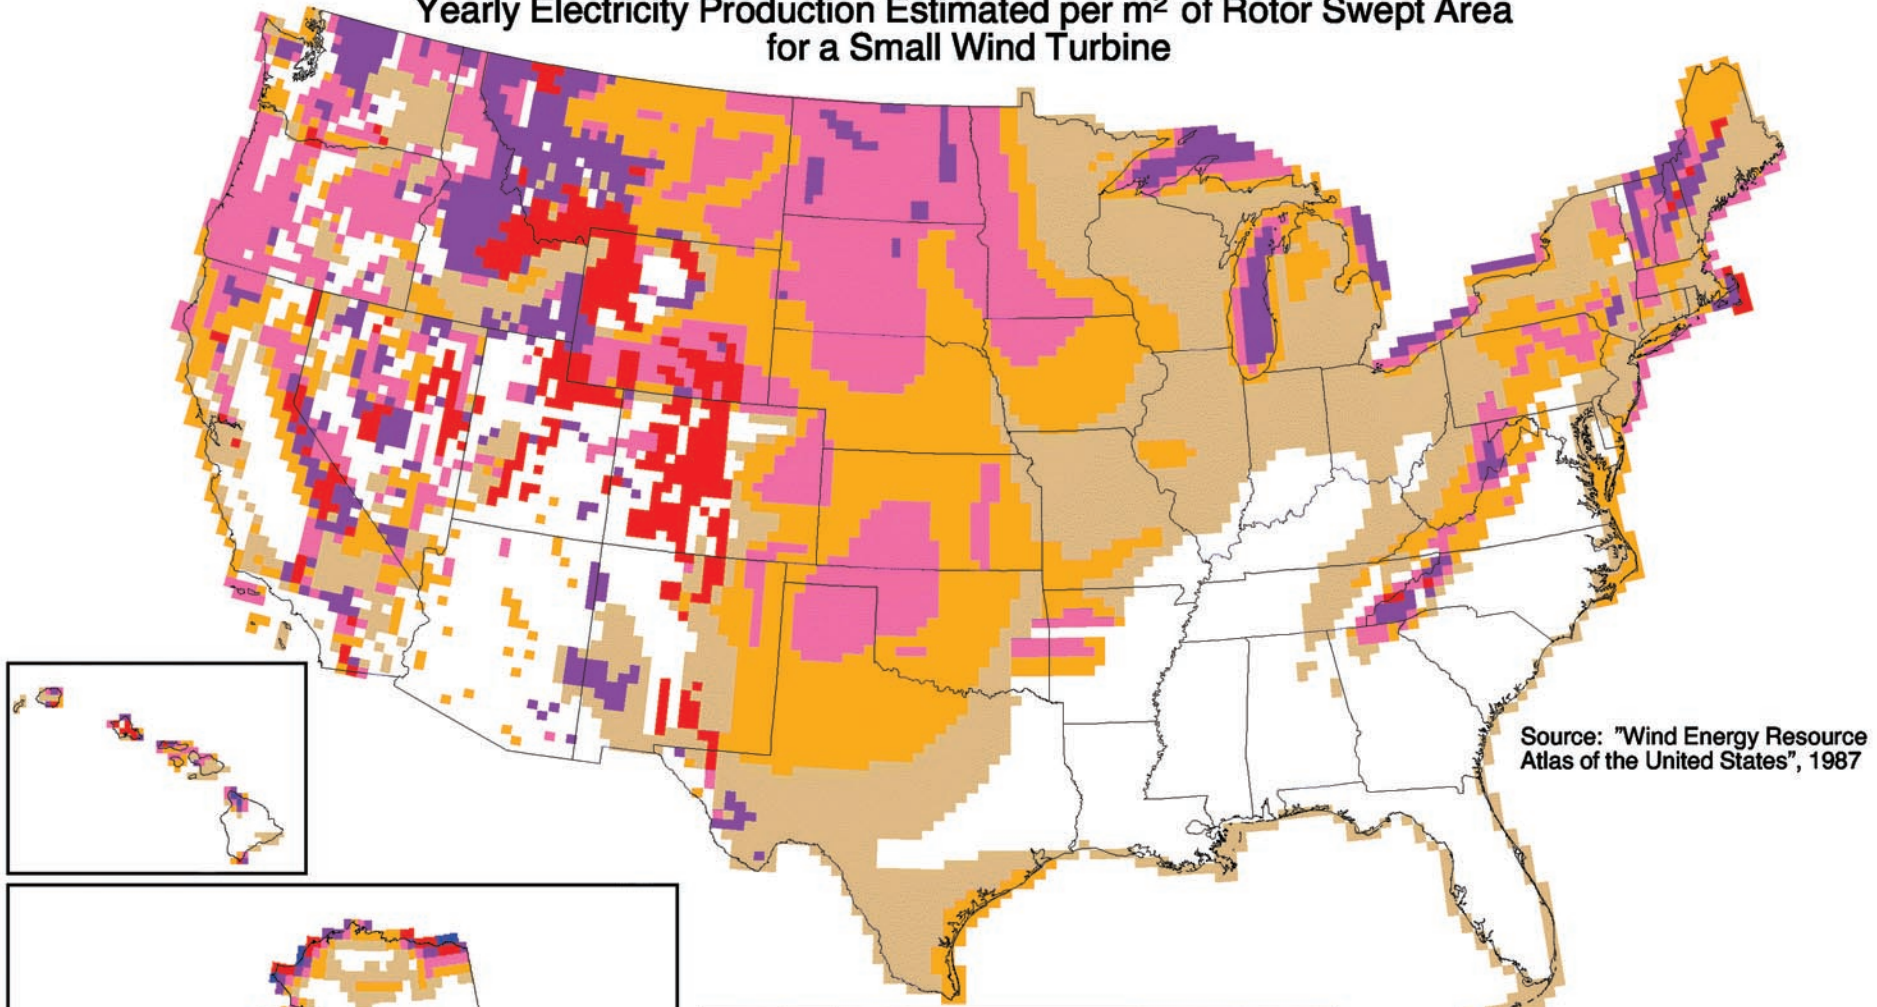 Yearly Electricity Production Estimated per m² of Rotor Swept Area
for a Small Wind Turbine
Source: "Wind Energy Resource
Atlas of the United States", 1987